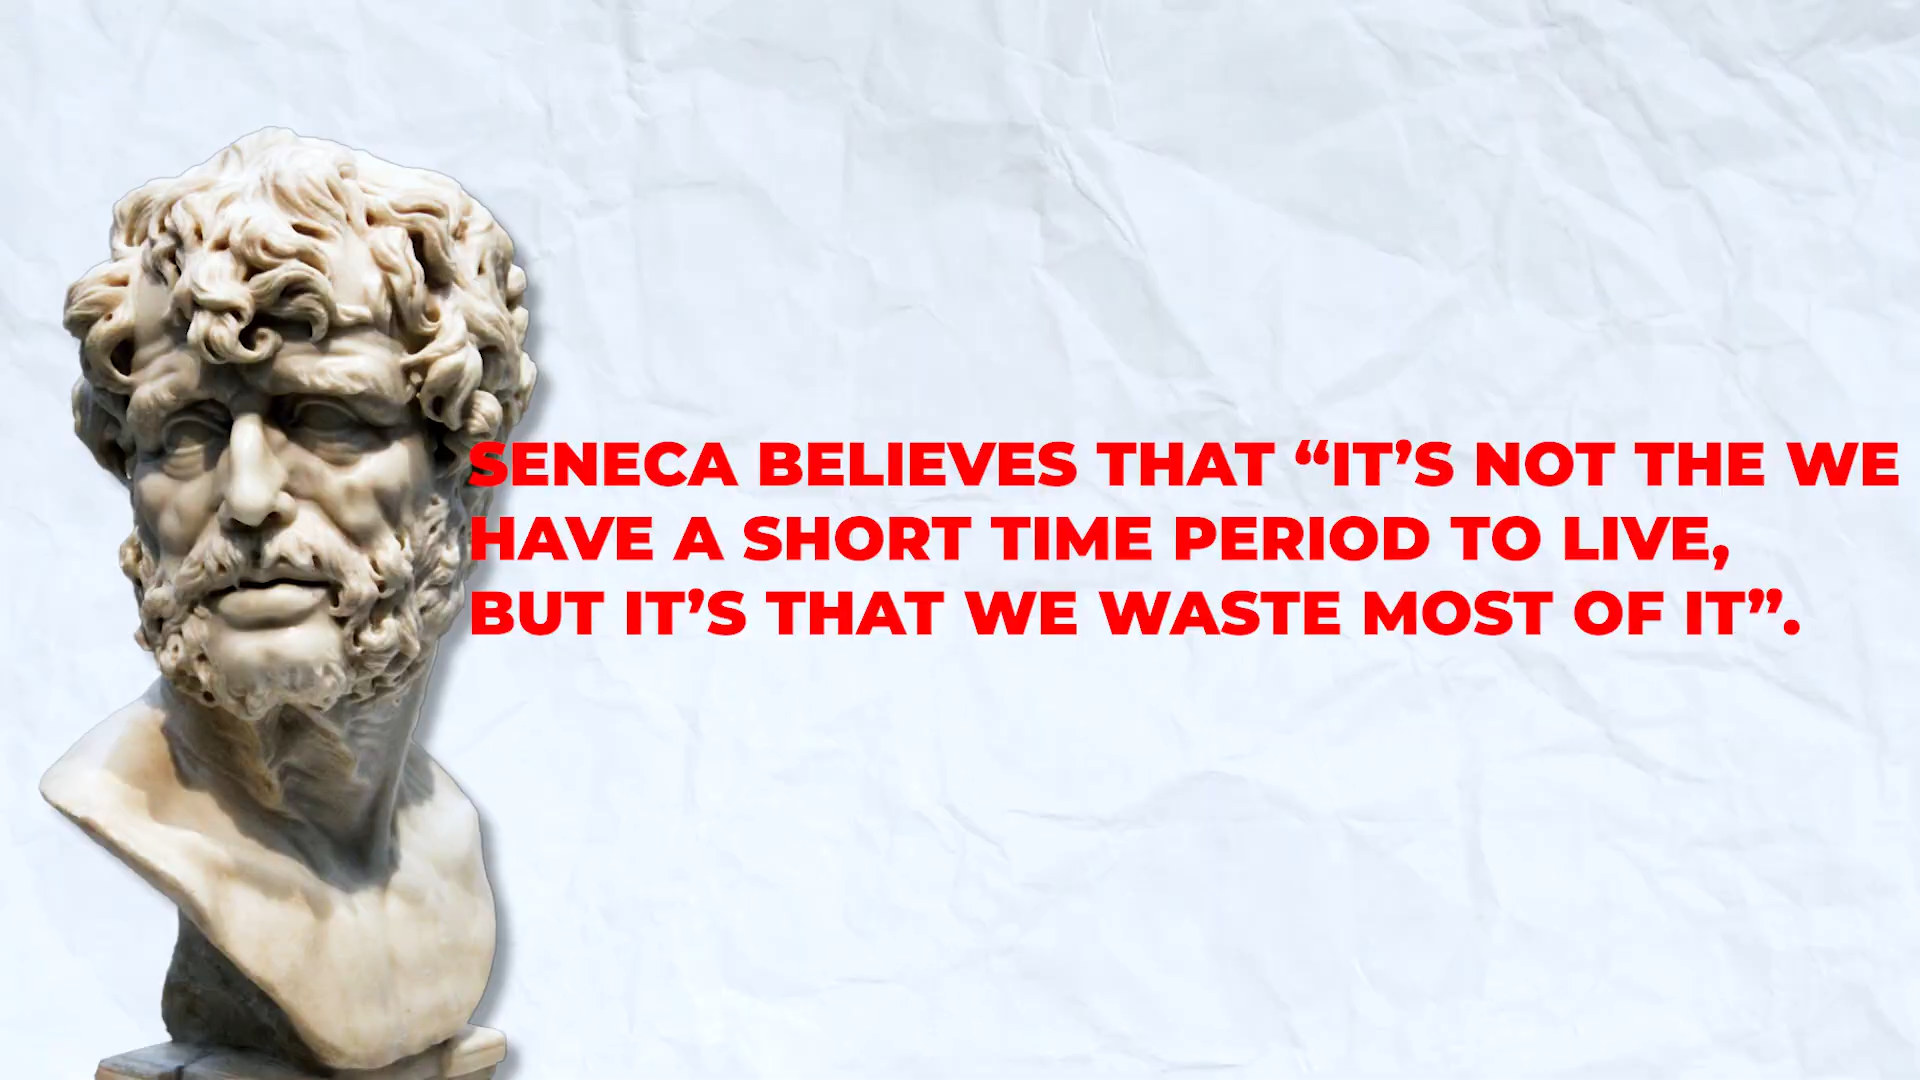 SENECA BELIEVES THAT “IT’S NOT THE WE
HAVE A SHORT TIME PERIOD TO LIVE,
BUT IT’S THAT WE WASTE MOST OF IT”.